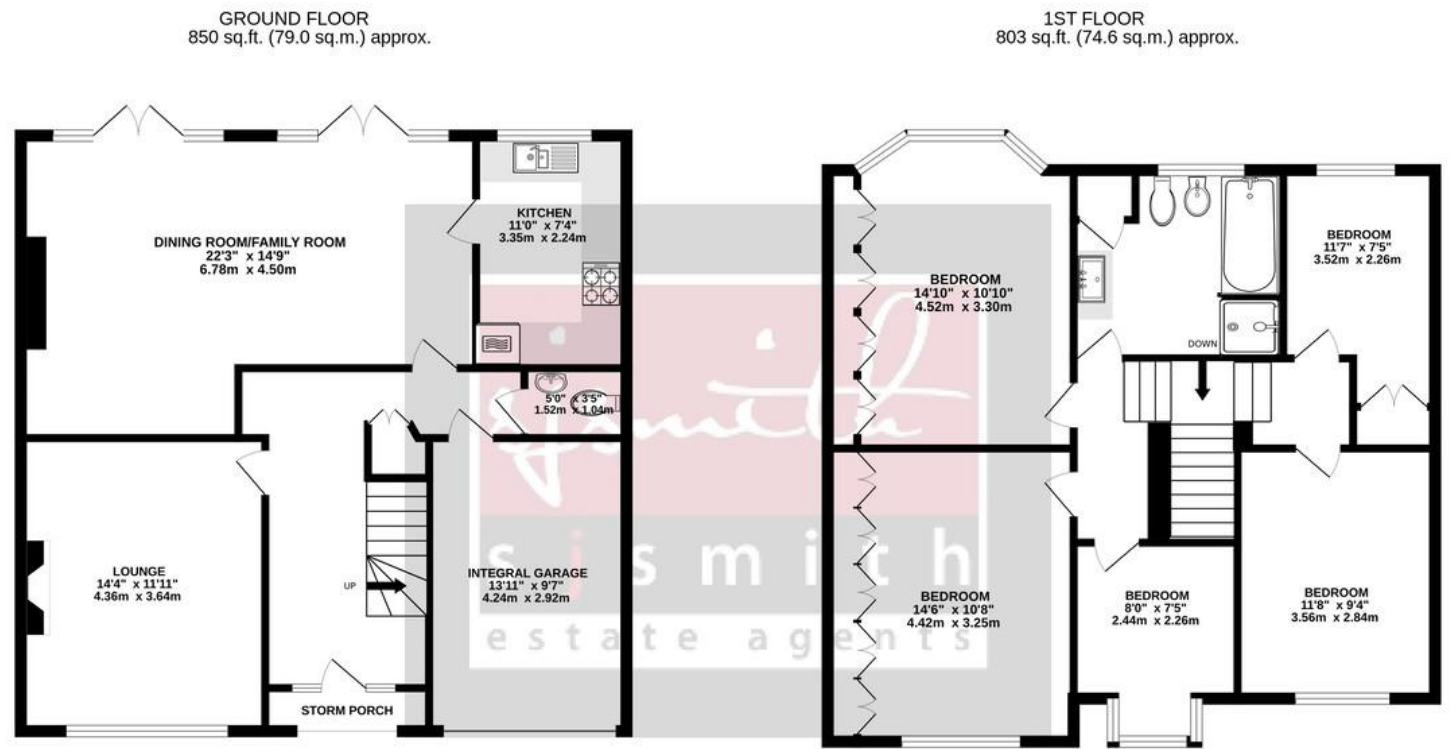 GROUND FLOOR
850 sq.ft. (79.0 sq.m.) approx.
1ST FLOOR
803 sq.ft. (74.6 sq.m.) approx.
DINING ROOM/FAMILY ROOM
22'3" x 14'9"
6.78m x 4.50m
KITCHEN
11'0" x 7'4"
3.35m x 2.24m
5'0" x 3'5"
1.52m x 1.04m
LOUNGE
14'4" x 11'11"
4.36m x 3.64m
UP
INTEGRAL GARAGE
13'11" x 9'7"
4.24m x 2.92m
STORM PORCH
BEDROOM
14'10" x 10'10"
4.52m x 3.30m
BEDROOM
11'7" x 7'5"
3.52m x 2.26m
DOWN
BEDROOM
14'6" x 10'8"
4.42m x 3.25m
BEDROOM
8'0" x 7'5"
2.44m x 2.26m
BEDROOM
11'8" x 9'4"
3.56m x 2.84m
sjsmith
sjsmith
estate agents